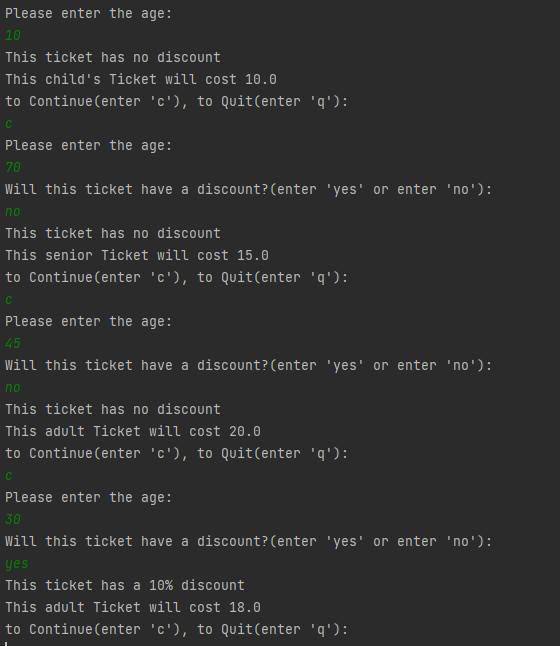 Please enter the age:
10
This ticket has no discount
This child's Ticket will cost 10.0
to Continue(enter 'c'), to Quit(enter 'q'):
c
Please enter the age:
70
Will this ticket have a discount?(enter 'yes' or enter 'no'):
no
This ticket has no discount
This senior Ticket will cost 15.0
to Continue(enter 'c'), to Quit(enter 'q'):
c
Please enter the age:
45
Will this ticket have a discount?(enter 'yes' or enter 'no'):
no
This ticket has no discount
This adult Ticket will cost 20.0
to Continue(enter 'c'), to Quit(enter 'q'):
c
Please enter the age:
30
Will this ticket have a discount?(enter 'yes' or enter 'no'):
yes
This ticket has a 10% discount
This adult Ticket will cost 18.0
to Continue(enter 'c'), to Quit(enter 'q'):